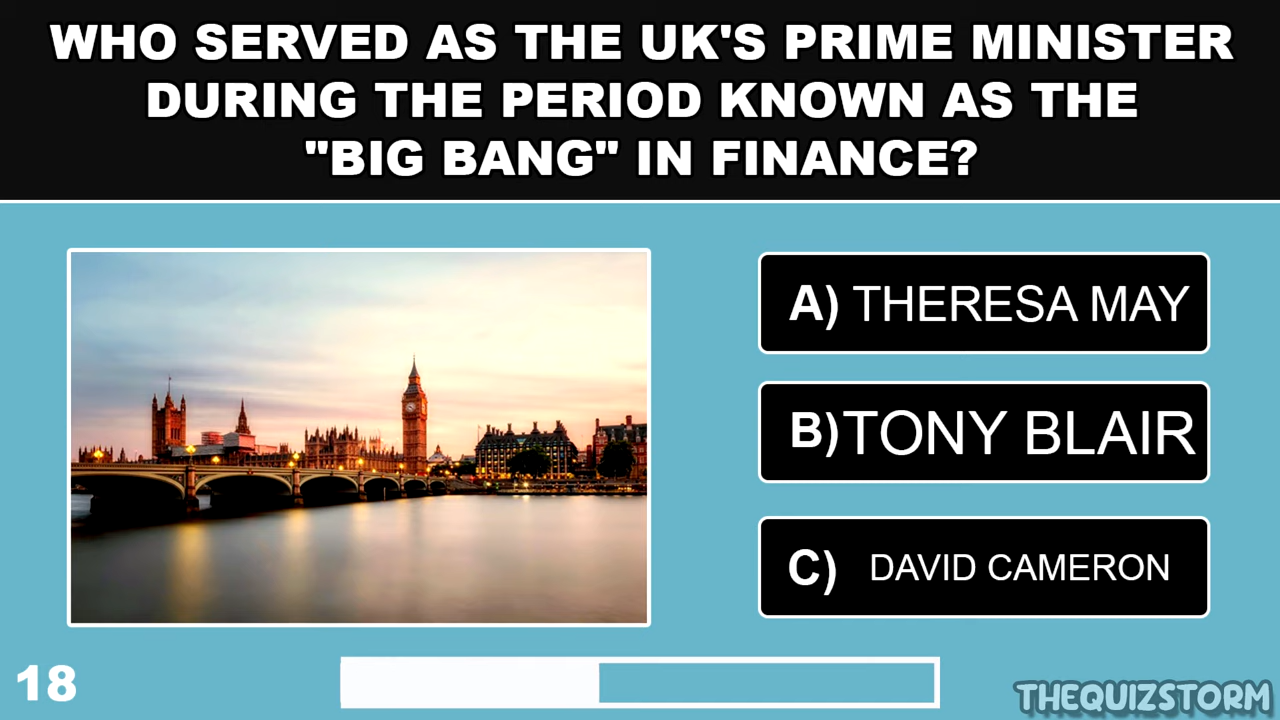 WHO SERVED AS THE UK'S PRIME MINISTER
DURING THE PERIOD KNOWN AS THE
"BIG BANG" IN FINANCE?
A) THERESA MAY
B) TONY BLAIR
C) DAVID CAMERON
18
THEQUIZSTORM